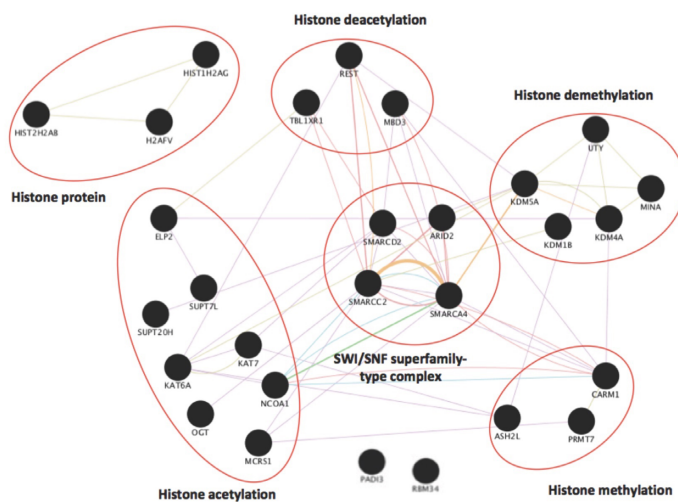 Histone deacetylation
HIST1H2AG
REST
HIST2H2AB
H2AFV
TBL1XR1
MBD3
Histone demethylation
UTY
Histone protein
KDM5A
MINA
ELP2
SMARCD2
ARID2
KDM1B
KDM4A
SUPT7L
SMARCC2
SMARCA4
SUPT20H
KAT7
SWI/SNF superfamily-
type complex
KAT6A
NCOA1
CARM1
OGT
ASH2L
PRMT7
MCRS1
PADI3
RBM34
Histone acetylation
Histone methylation